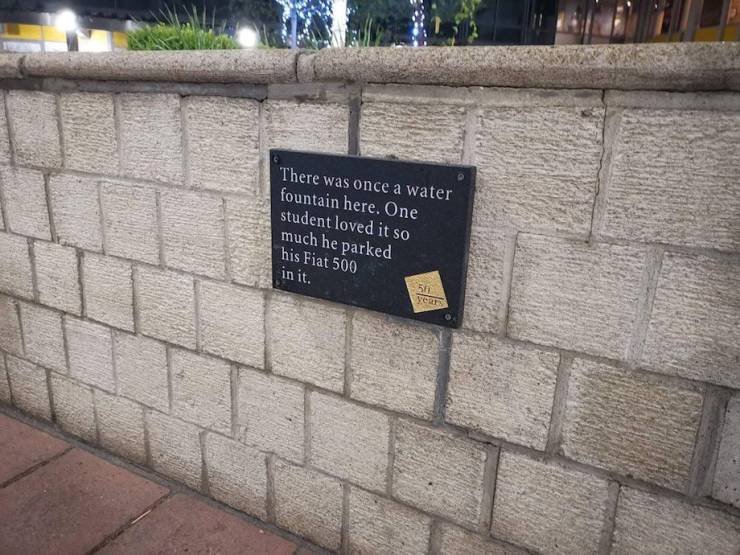 There was once a water
fountain here. One
student loved it so
much he parked
his Fiat 500
in it.
50
years